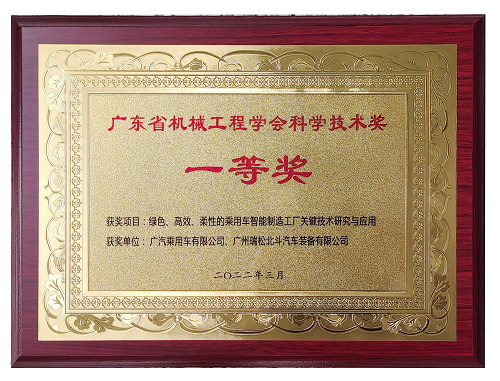 广东省机械工程学会科学技术奖
一等奖
获奖项目：绿色、高效、柔性的乘用车智能制造工厂关键技术研究与应用
获奖单位：广汽乘用车有限公司、广州瑞松北斗汽车装备有限公司
二〇二二年三月